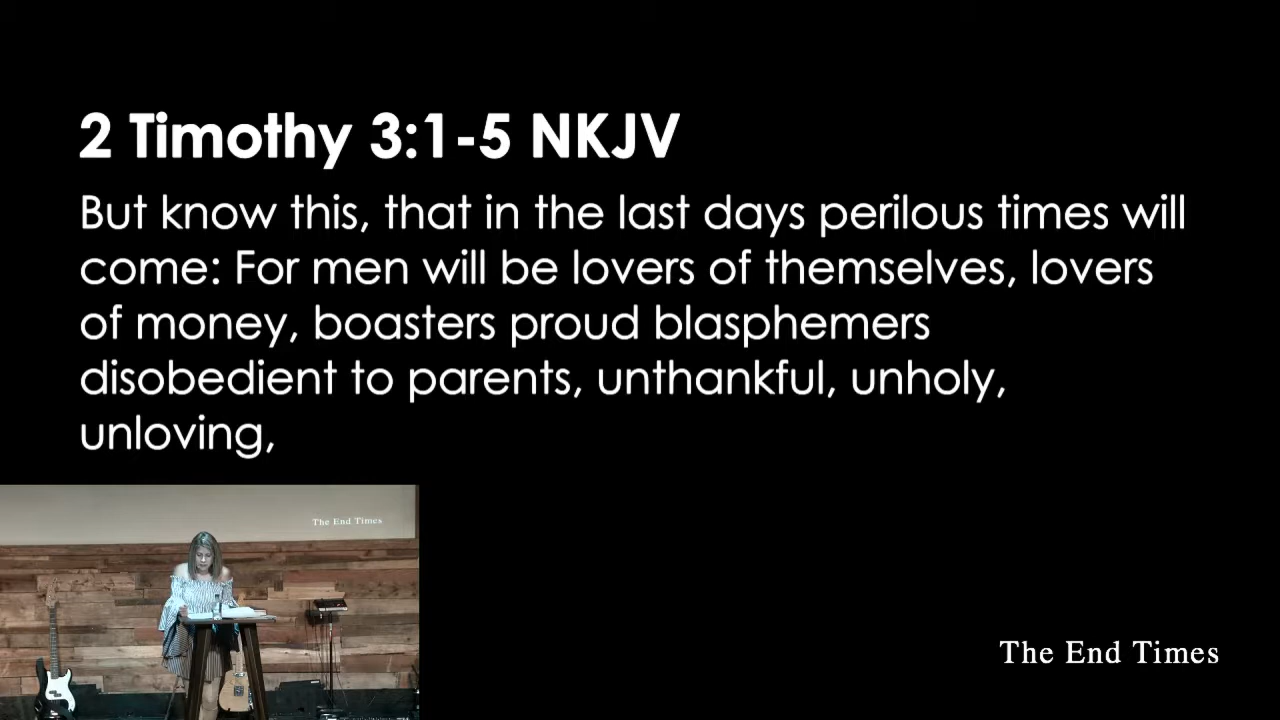 2 Timothy 3:1-5 NKJV
But know this, that in the last days perilous times will
come: For men will be lovers of themselves, lovers
of money, boasters proud blasphemers
disobedient to parents, unthankful, unholy,
unloving,
The End Times
The End Times